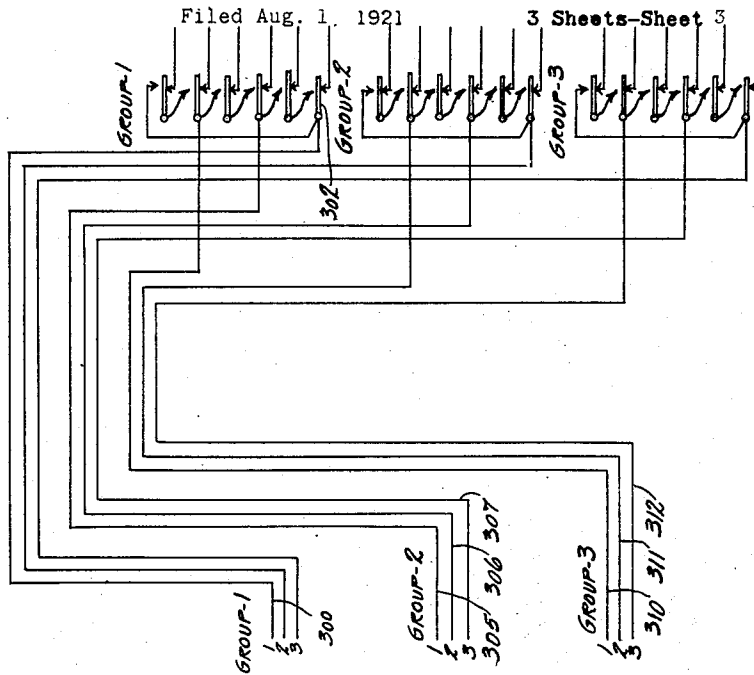 Filed Aug. 1, 1921
3 Sheets-Sheet 3
GROUP-1
GROUP-2
GROUP-3
302
GROUP-1
1
2
3
300
GROUP-2
1
2
3
305
306
307
GROUP-3
1
2
3
310
311
312